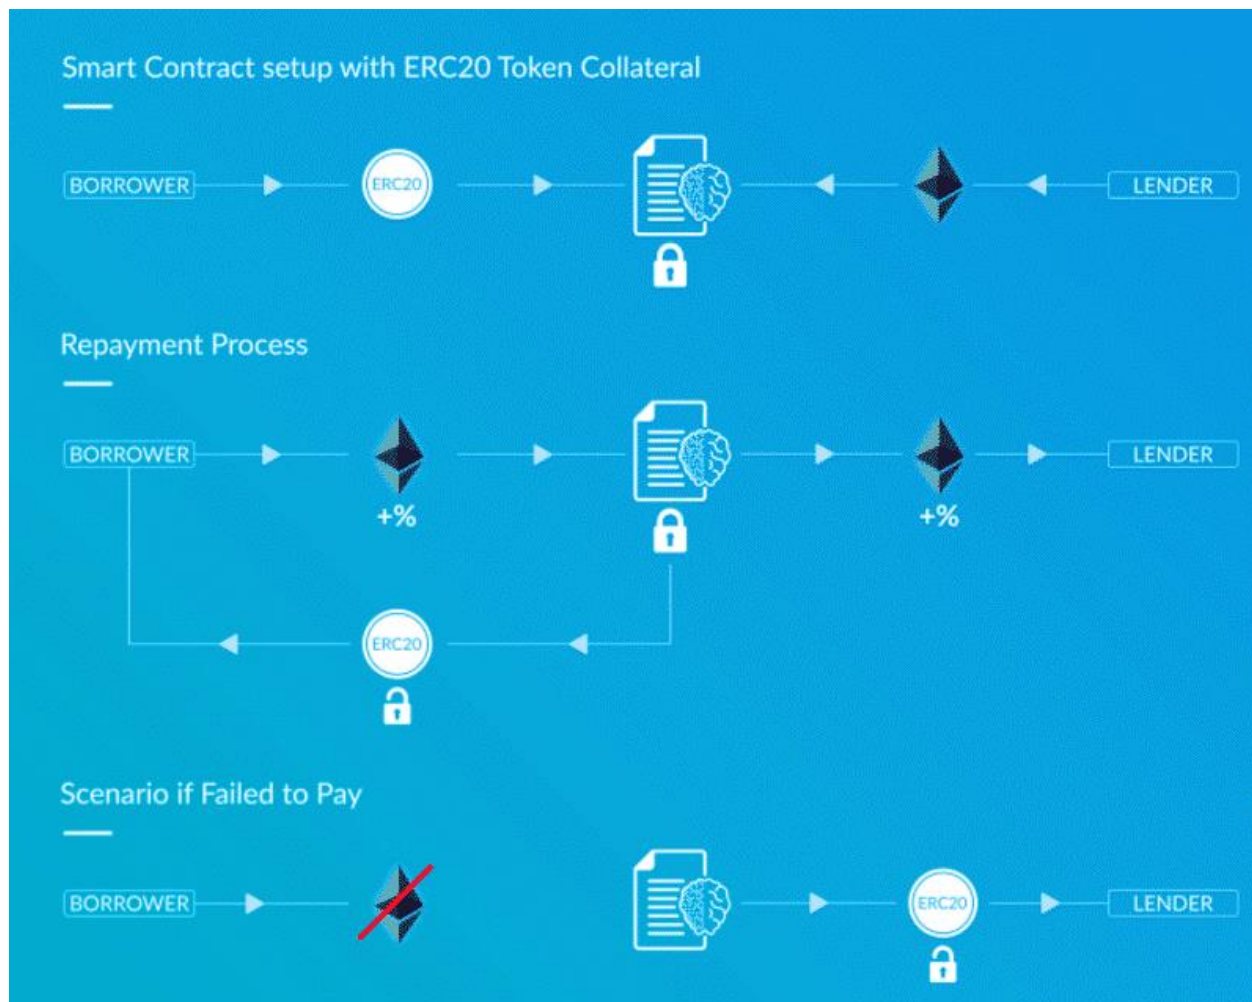 Smart Contract setup with ERC20 Token Collateral
BORROWER ERC20 LENDER
Repayment Process
BORROWER LENDER
+% +%
ERC20
Scenario if Failed to Pay
BORROWER ERC20 LENDER